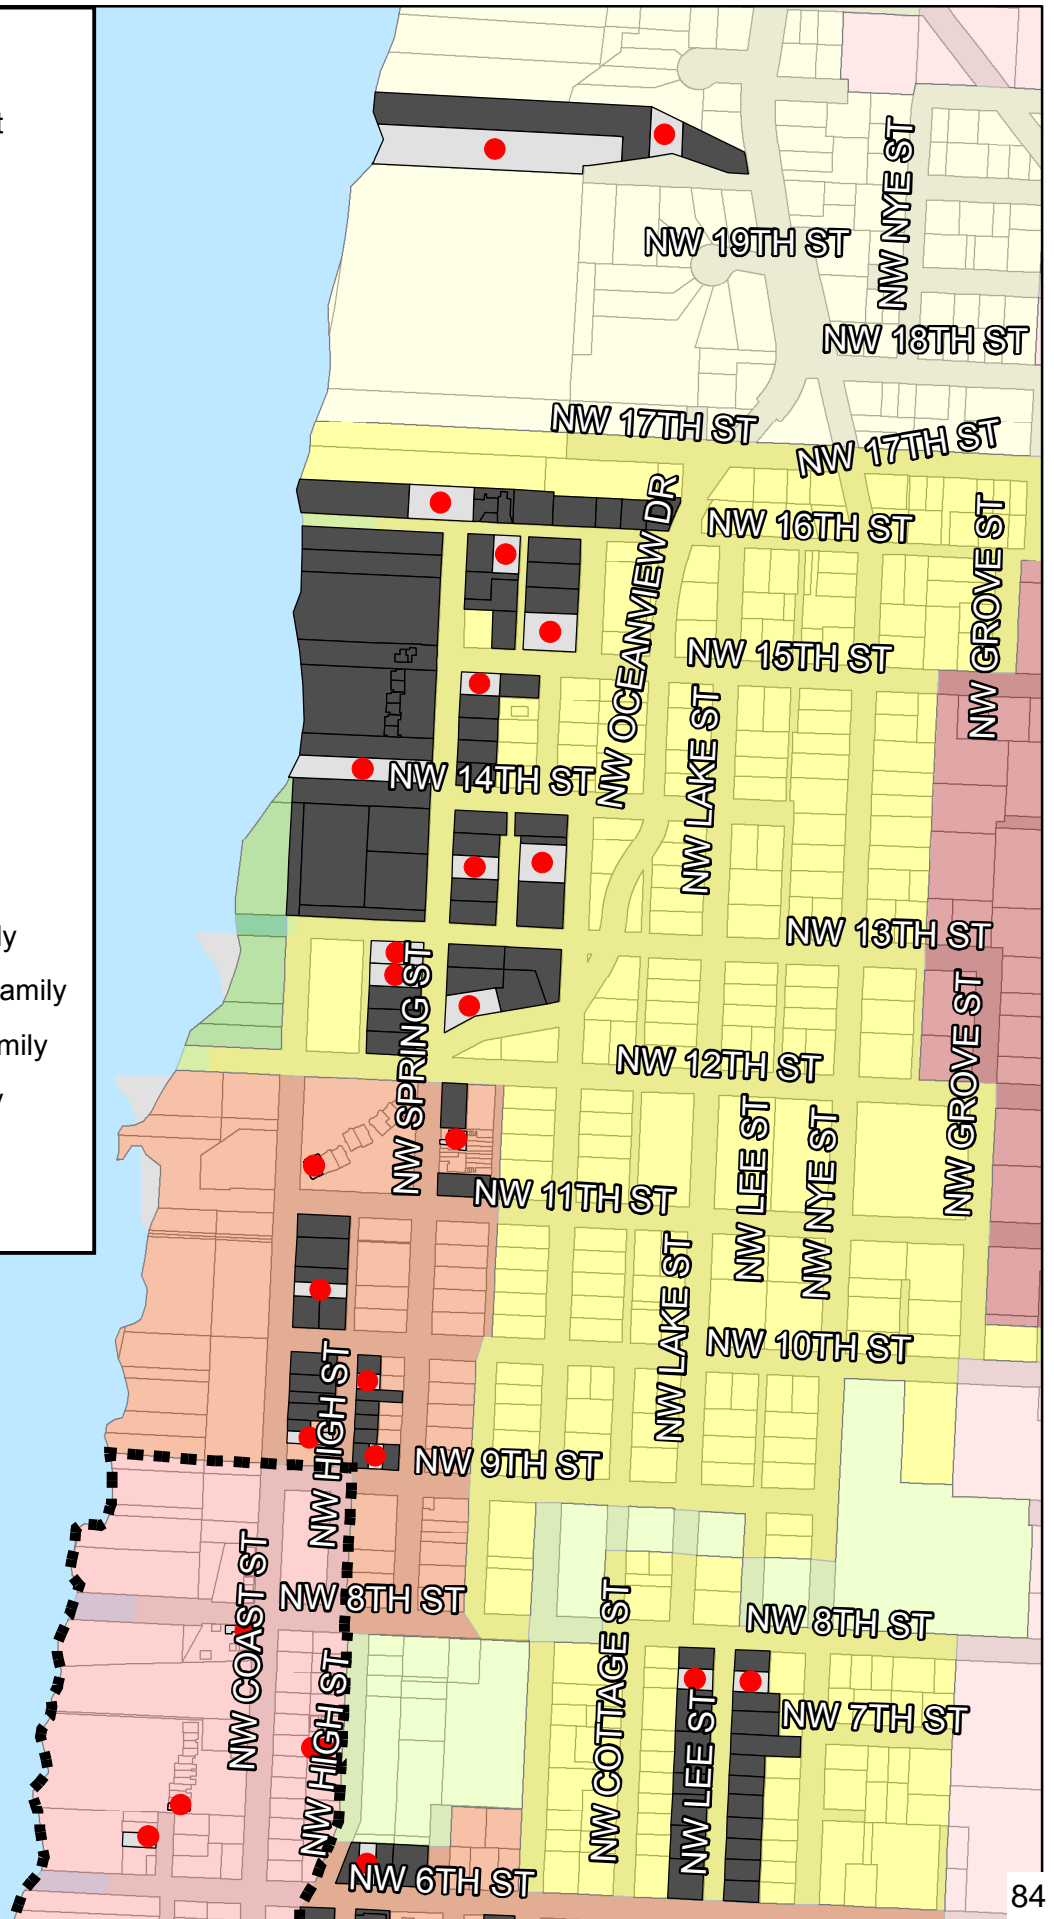 t
NW NYE ST
NW 19TH ST
NW 18TH ST
NW 17TH ST
NW 17TH ST
NW OCEANVIEW DR
NW 16TH ST
NW GROVE ST
NW 15TH ST
NW LAKE ST
NW 14TH ST
ly
NW 13TH ST
NW SPRING ST
amily
NW GROVE ST
mily
NW 12TH ST
y
NW LEE ST
NW NYE ST
NW 11TH ST
NW LAKE ST
NW 10TH ST
NW HIGH ST
NW 9TH ST
NW COAST ST
NW 8TH ST
NW COTTAGE ST
NW 8TH ST
NW HIGH ST
NW LEE ST
NW 7TH ST
NW 6TH ST
84